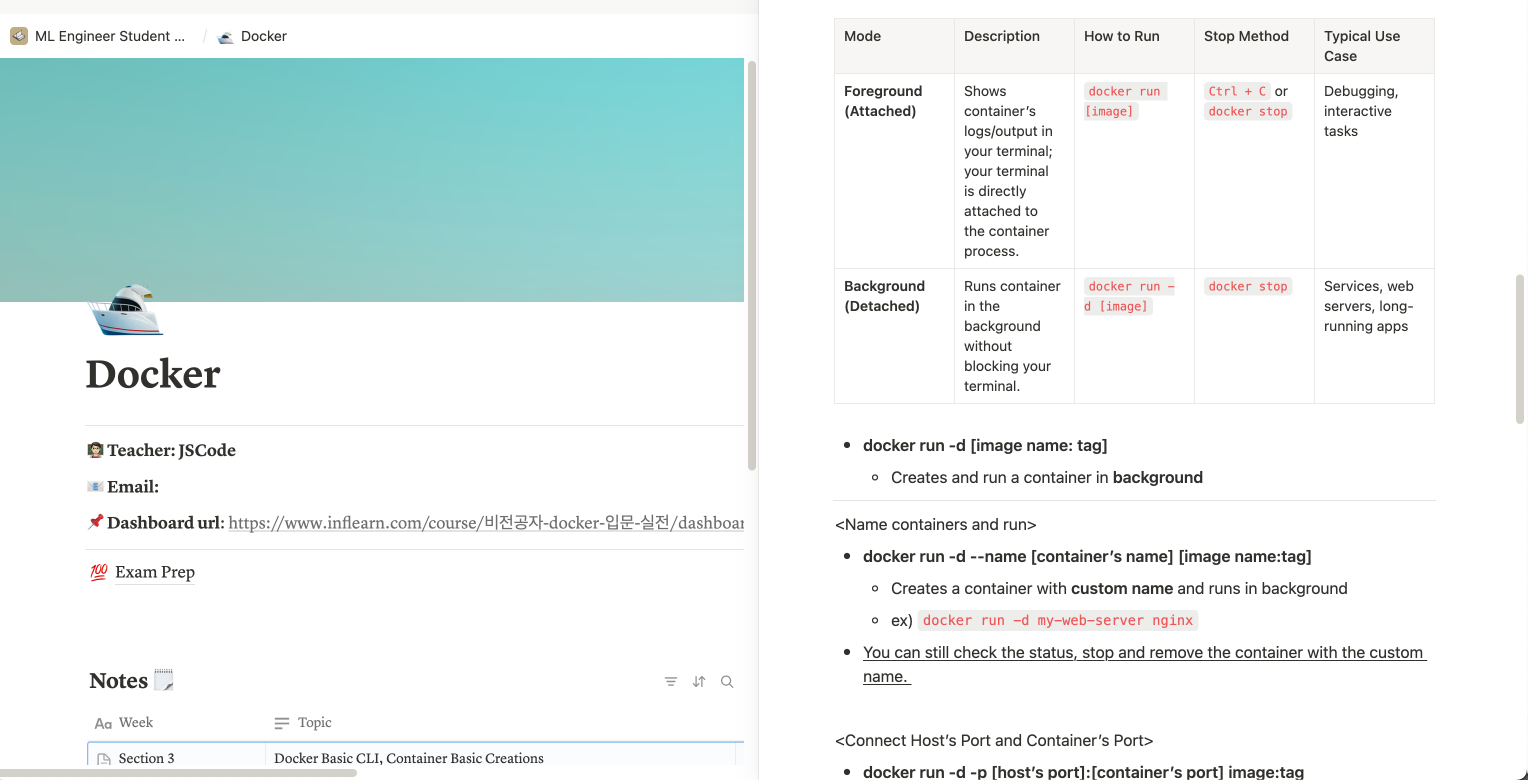 ML Engineer Student ... / Docker
Docker
Teacher: JSCode
Email:
Dashboard url: https://www.inflearn.com/course/비전공자-docker-입문-실전/dashboar
Exam Prep
Notes
Aa Week Topic
Section 3 Docker Basic CLI, Container Basic Creations
Mode Description How to Run Stop Method Typical Use
Case
Foreground
(Attached)
Shows
container’s
logs/output in
your terminal;
your terminal
is directly
attached to
the container
process.
docker run
[image]
Ctrl + C or
docker stop
Debugging,
interactive
tasks
Background
(Detached)
Runs container
in the
background
without
blocking your
terminal.
docker run -
d [image]
docker stop
Services, web
servers, long-
running apps
docker run -d [image name: tag]
Creates and run a container in background
<Name containers and run>
docker run -d --name [container’s name] [image name:tag]
Creates a container with custom name and runs in background
ex) docker run -d my-web-server nginx
You can still check the status, stop and remove the container with the custom
name.
<Connect Host’s Port and Container’s Port>
docker run -d -p [host’s port]:[container’s port] image:tag